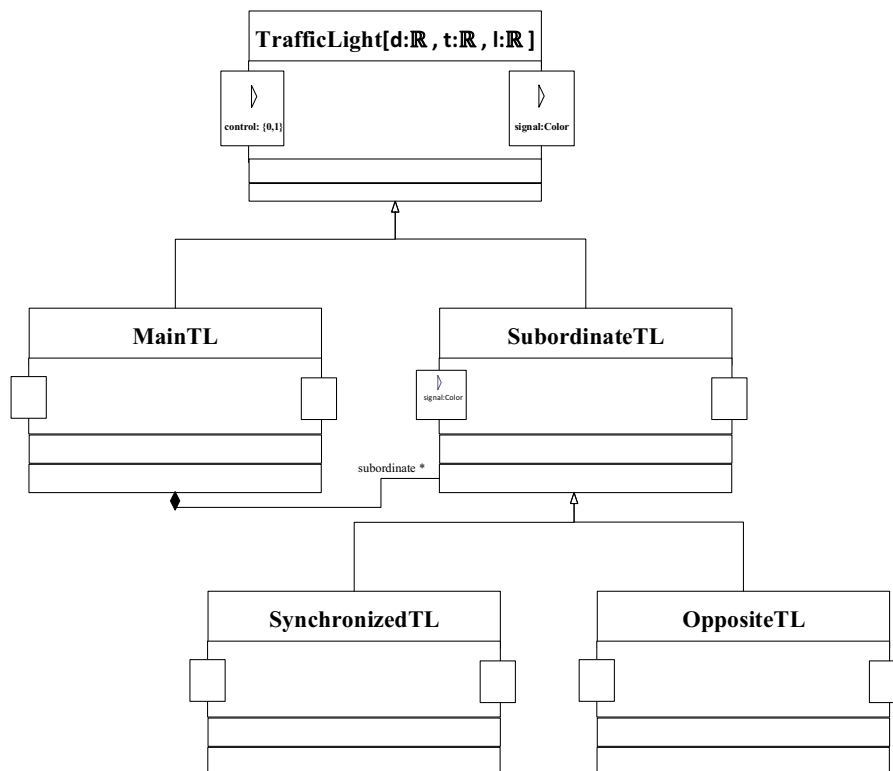 TrafficLight[d:ℝ , t:ℝ , l:ℝ ]
control: {0,1}
signal:Color
MainTL
SubordinateTL
signal:Color
subordinate *
SynchronizedTL
OppositeTL